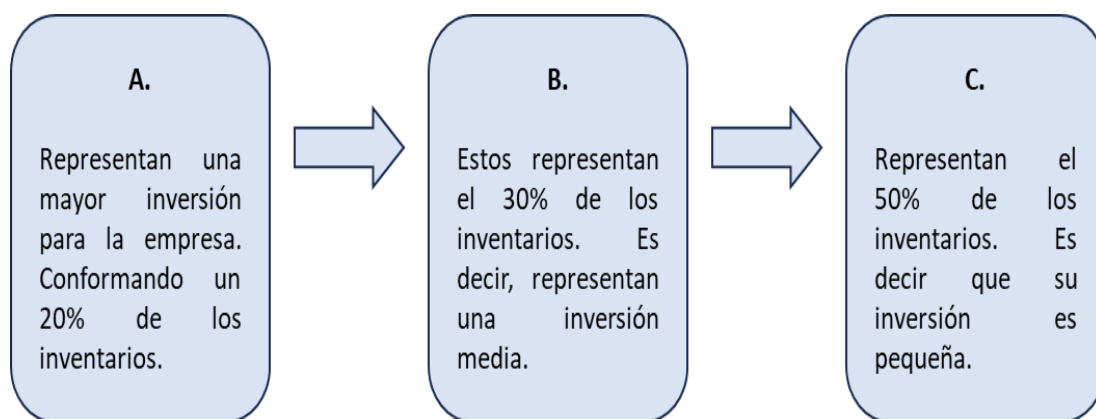 A.
Representan una
mayor inversión
para la empresa.
Conformando un
20% de los
inventarios.
B.
Estos representan
el 30% de los
inventarios. Es
decir, representan
una inversión
media.
C.
Representan el
50% de los
inventarios. Es
decir que su
inversión es
pequeña.